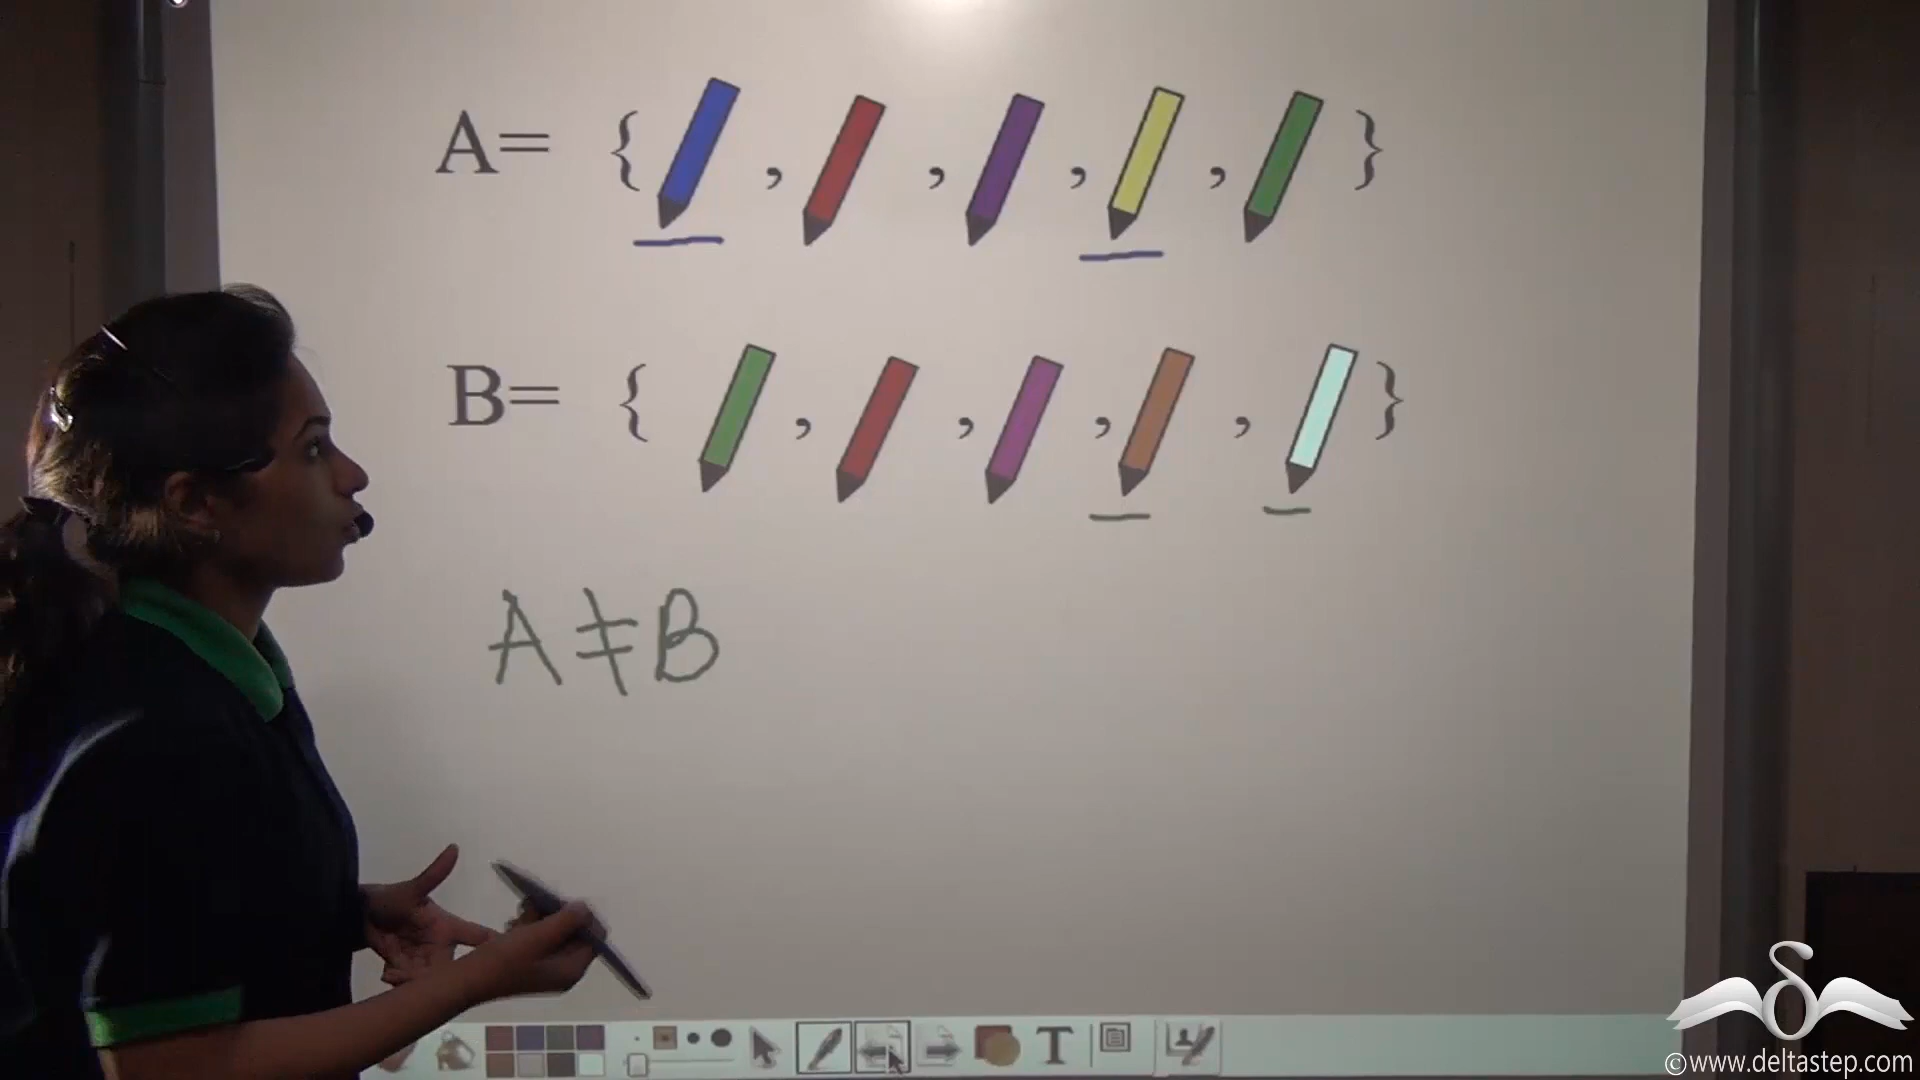 A= { , , , , }
B= { , , , , }
A ≠ B
T
©www.deltastep.com